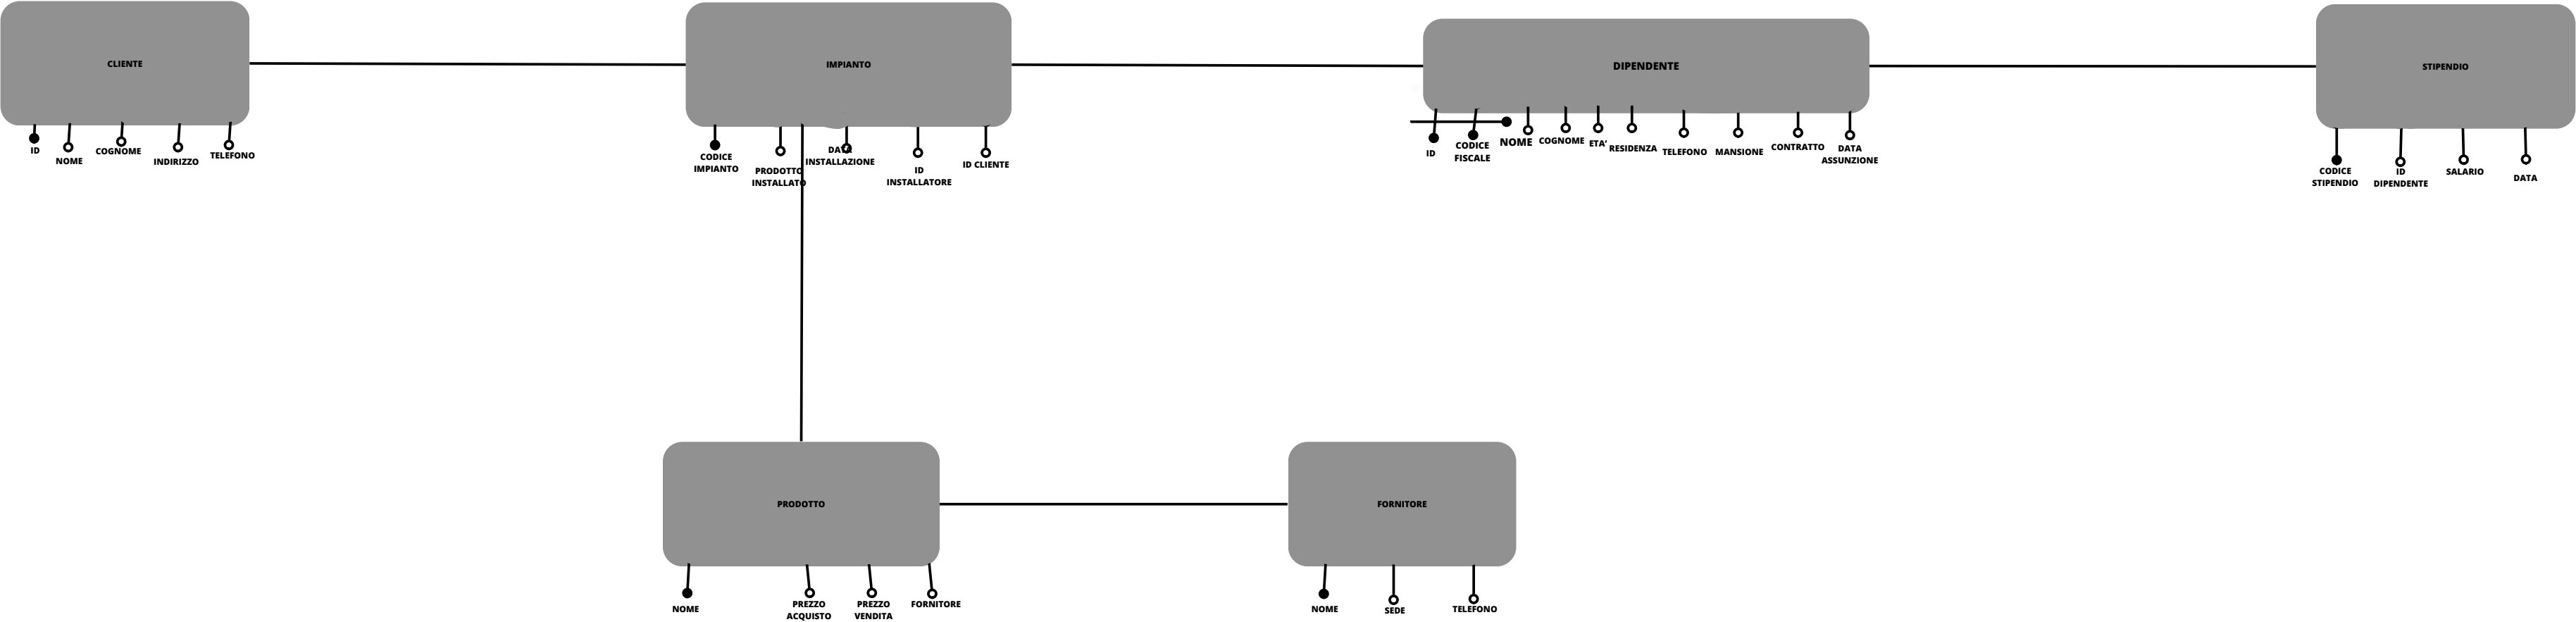 CLIENTE
IMPIANTO
DIPENDENTE
STIPENDIO
ID
NOME
COGNOME
INDIRIZZO
TELEFONO
CODICE
IMPIANTO
PRODOTTO
INSTALLATO
DATA
INSTALLAZIONE
ID
INSTALLATORE
ID CLIENTE
ID
CODICE
FISCALE
NOME
COGNOME
ETA'
RESIDENZA
TELEFONO
MANSIONE
CONTRATTO
DATA
ASSUNZIONE
CODICE
STIPENDIO
ID
DIPENDENTE
SALARIO
DATA
PRODOTTO
FORNITORE
NOME
PREZZO
ACQUISTO
PREZZO
VENDITA
FORNITORE
NOME
SEDE
TELEFONO